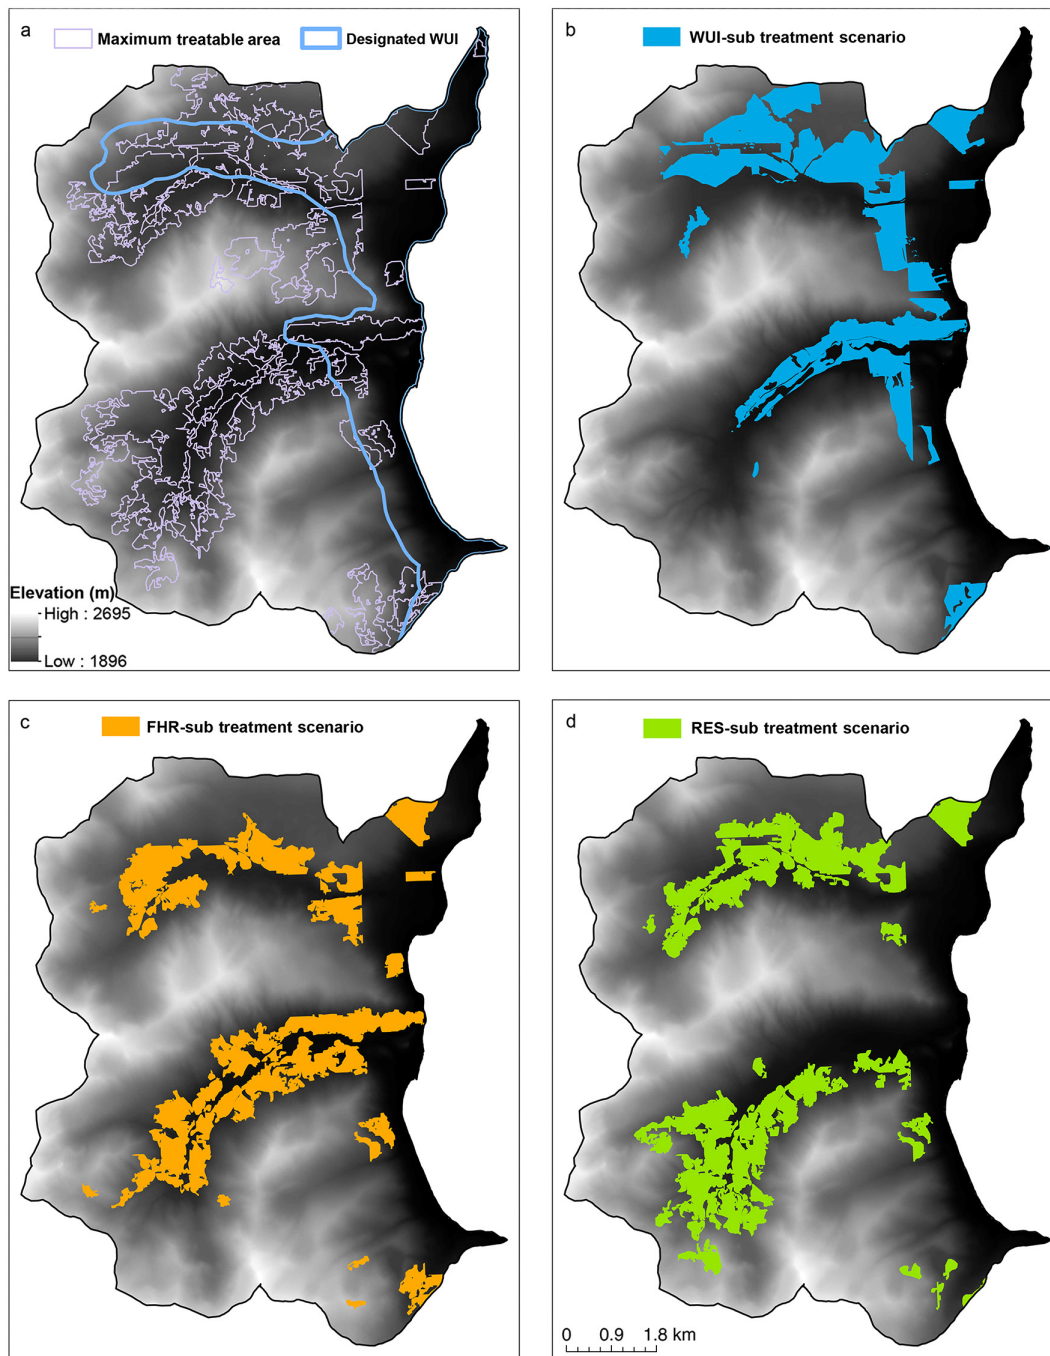 a
Maximum treatable area
Designated WUI
Elevation (m)
High : 2695
Low : 1896
b
WUI-sub treatment scenario
c
FHR-sub treatment scenario
d
RES-sub treatment scenario
0 0.9 1.8 km